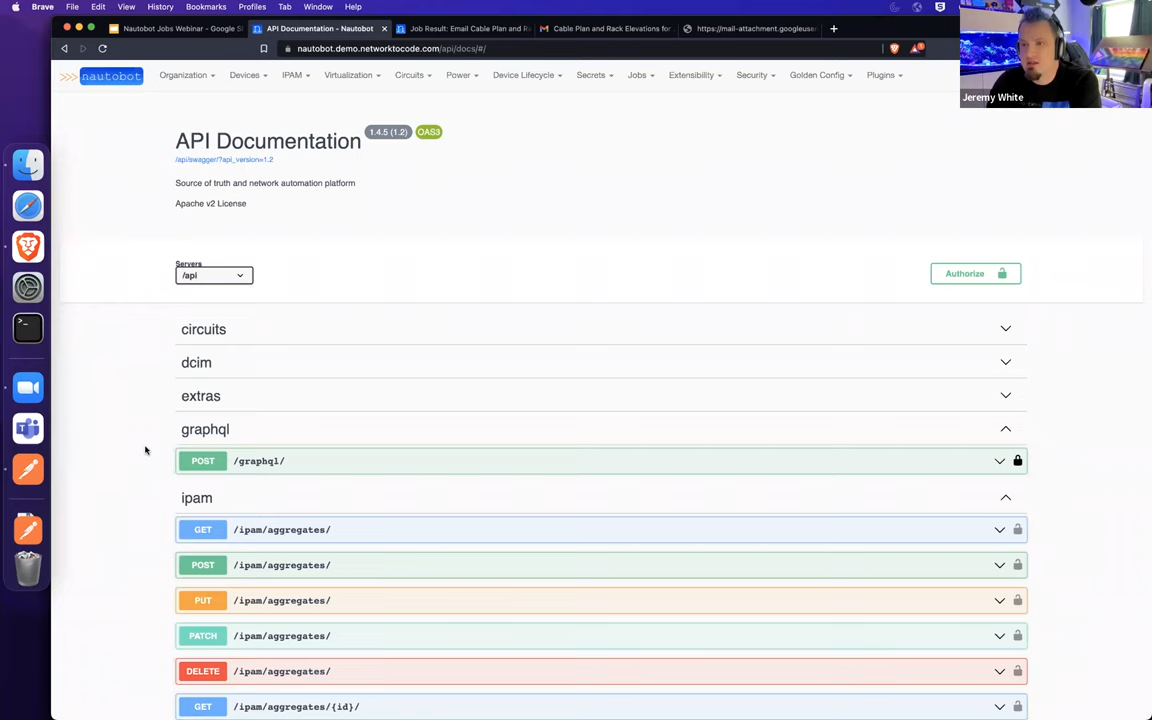 Brave File Edit View History Bookmarks Profiles Tab Window Help
Nautobot Jobs Webinar - Google Sl
API Documentation - Nautobot
Job Result: Email Cable Plan and Ra
Cable Plan and Rack Elevations for
https://mail-attachment.googleuser
nautobot.demo.networktocode.com/api/docs/#/
nautobot Organization Devices IPAM Virtualization Circuits Power Device Lifecycle Secrets Jobs Extensibility Security Golden Config Plugins
Jeremy White
API Documentation 1.4.5 (1.2) OAS3
/api/swagger/?api_version=1.2
Source of truth and network automation platform
Apache v2 License
Servers
/api
Authorize
circuits
dcim
extras
graphql
POST /graphql/
ipam
GET /ipam/aggregates/
POST /ipam/aggregates/
PUT /ipam/aggregates/
PATCH /ipam/aggregates/
DELETE /ipam/aggregates/
GET /ipam/aggregates/{id}/